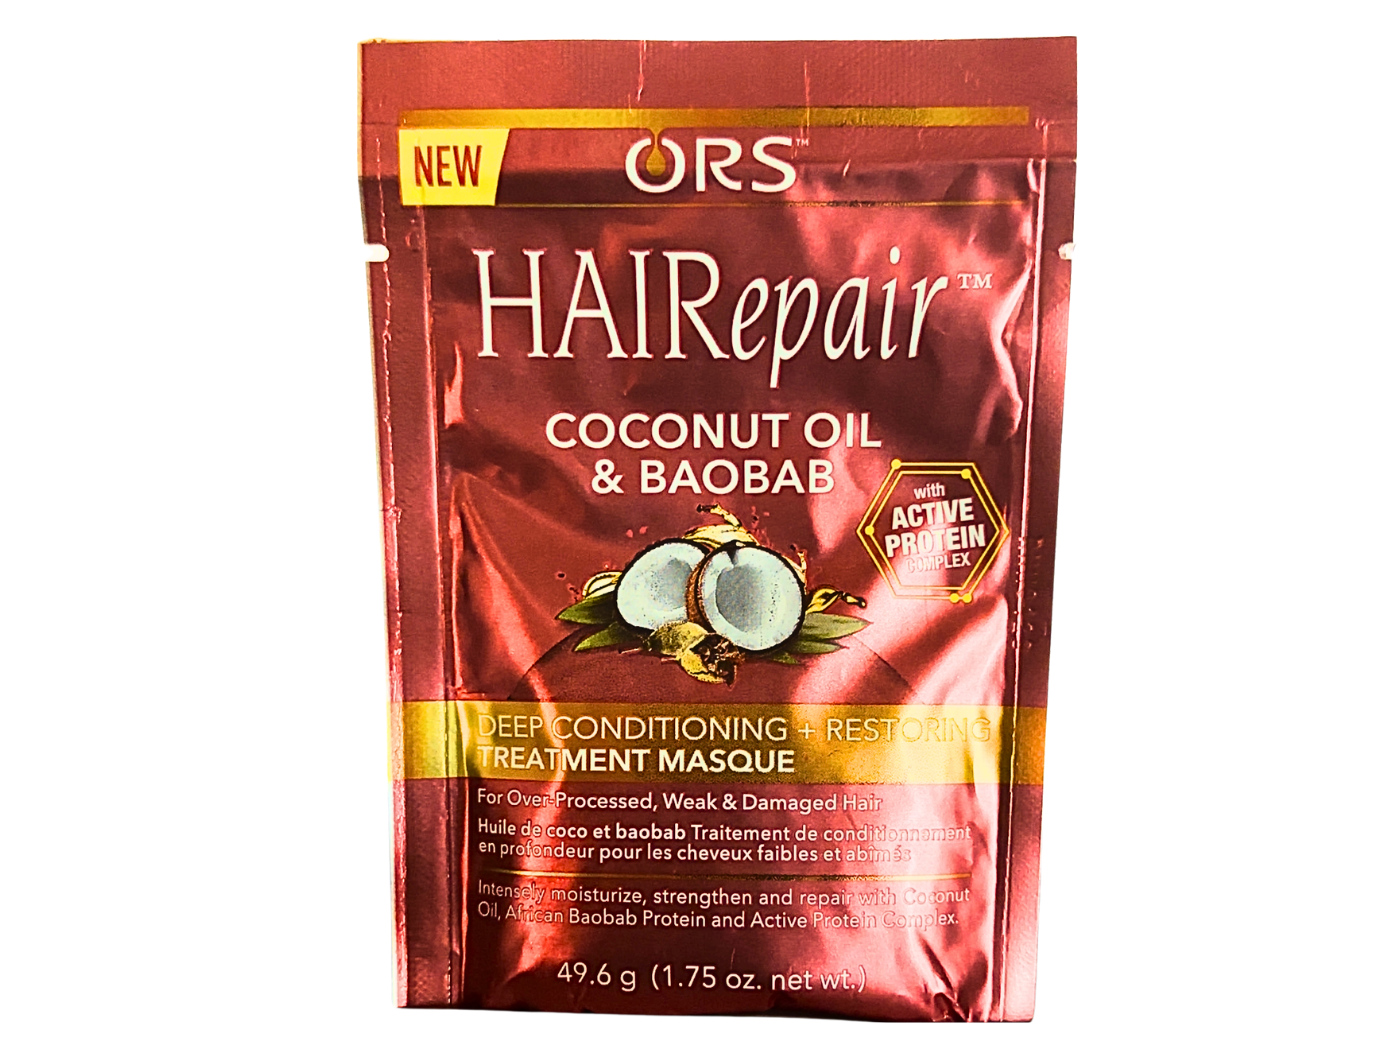 NEW
ORS™
HAIRepair™
COCONUT OIL
& BAOBAB
with
ACTIVE
PROTEIN
COMPLEX
DEEP CONDITIONING + RESTORING
TREATMENT MASQUE
For Over-Processed, Weak & Damaged Hair
Huile de coco et baobab Traitement de conditionnement
en profondeur pour les cheveux faibles et abîmés
Intensely moisturize, strengthen and repair with Coconut
Oil, African Baobab Protein and Active Protein Complex.
49.6 g (1.75 oz. net wt.)